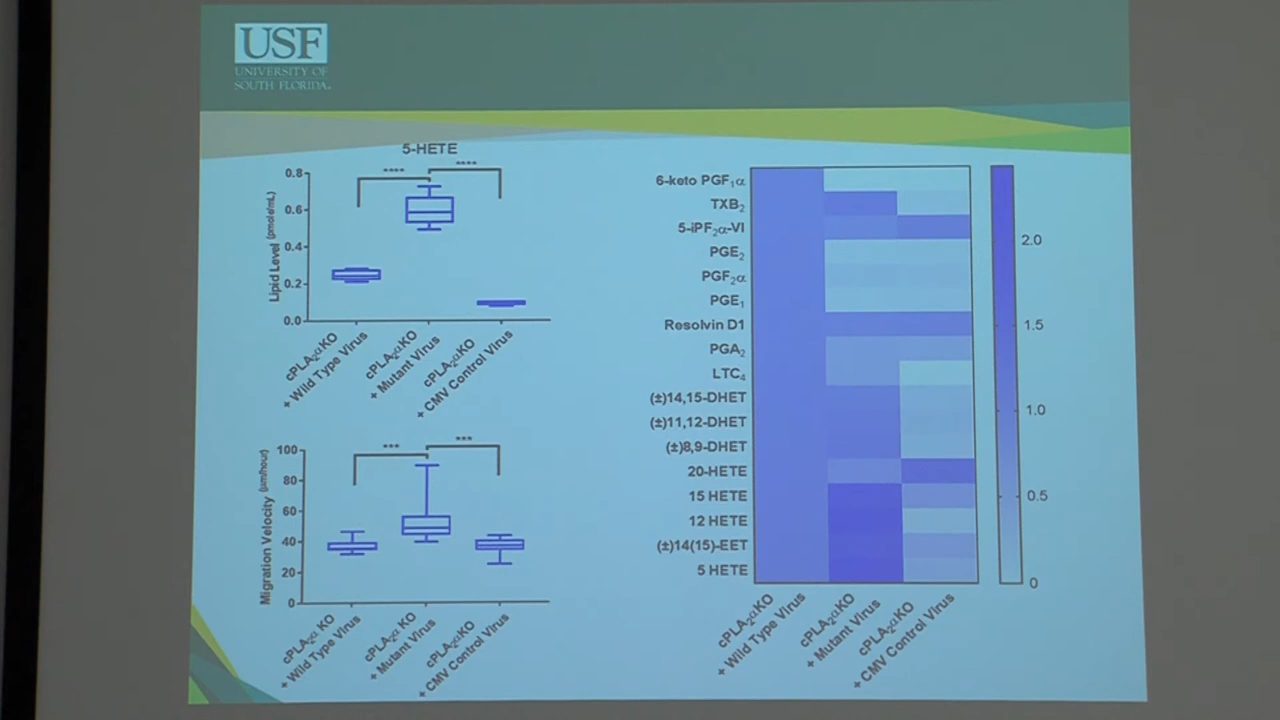 USF
UNIVERSITY OF
SOUTH FLORIDA
5-HETE
****
****
Lipid Level (pmole/mL)
0.8
0.6
0.4
0.2
0.0
cPLA₂αKO
+ Wild Type Virus
cPLA₂αKO
+ Mutant Virus
cPLA₂αKO
+ CMV Control Virus
***
***
Migration Velocity (μm/hour)
100
80
60
40
20
0
cPLA₂αKO
+ Wild Type Virus
cPLA₂αKO
+ Mutant Virus
cPLA₂αKO
+ CMV Control Virus
6-keto PGF₁α
TXB₂
5-iPF₂α-VI
PGE₂
PGF₂α
PGE₁
Resolvin D1
PGA₂
LTC₄
(±)14,15-DHET
(±)11,12-DHET
(±)8,9-DHET
20-HETE
15 HETE
12 HETE
(±)14(15)-EET
5 HETE
cPLA₂αKO
+ Wild Type Virus
cPLA₂αKO
+ Mutant Virus
cPLA₂αKO
+ CMV Control Virus
2.0
1.5
1.0
0.5
0